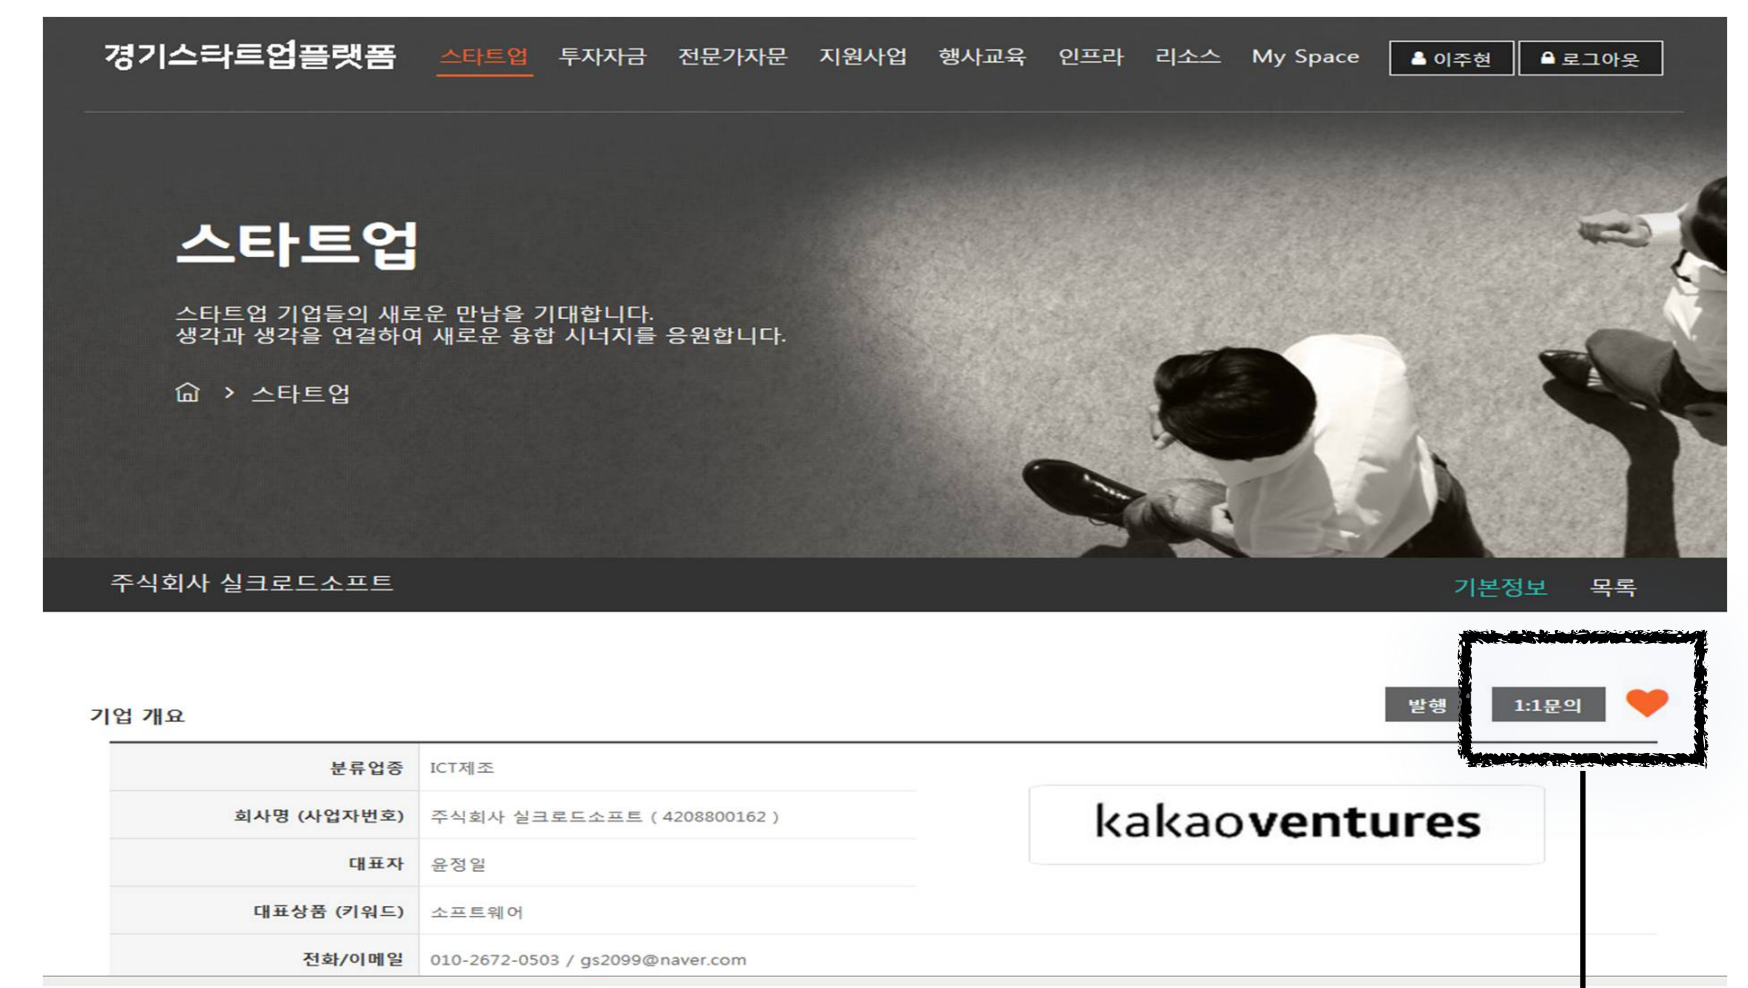 경기스타트업플랫폼 스타트업 투자자금 전문가자문 지원사업 행사교육 인프라 리소스 My Space 이주현 로그아웃
스타트업
스타트업 기업들의 새로운 만남을 기대합니다.
생각과 생각을 연결하여 새로운 융합 시너지를 응원합니다.
> 스타트업
주식회사 실크로드소프트 기본정보 목록
발행 1:1문의
기업 개요
분류업종 ICT제조
회사명 (사업자번호) 주식회사 실크로드소프트 ( 4208800162 )
kakaoventures
대표자 윤정일
대표상품 (키워드) 소프트웨어
전화/이메일 010-2672-0503 / gs2099@naver.com